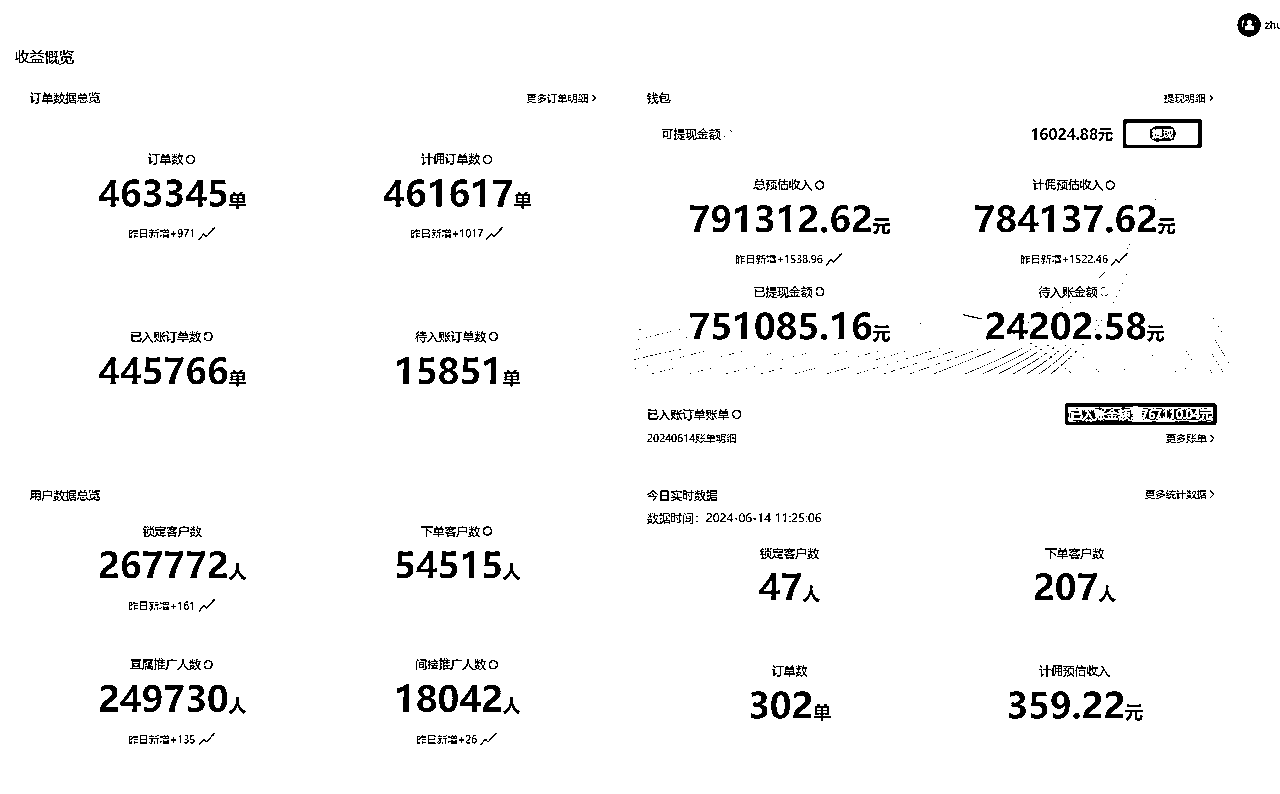 zhu
收益概览
订单数据总览
更多订单明细 >
订单数
463345单
昨日新增+971
计佣订单数
461617单
昨日新增+1017
已入账订单数
445766单
待入账订单数
15851单
钱包
提现明细 >
可提现金额
16024.88元
提现
总预估收入
791312.62元
昨日新增+1538.96
计佣预估收入
784137.62元
昨日新增+1522.46
已提现金额
751085.16元
待入账金额
24202.58元
已入账订单账单
20240614账单明细
更多账单 >
用户数据总览
锁定客户数
267772人
昨日新增+161
下单客户数
54515人
直属推广人数
249730人
昨日新增+135
间接推广人数
18042人
昨日新增+26
今日实时数据
更多统计数据 >
数据时间：2024-06-14 11:25:06
锁定客户数
47人
下单客户数
207人
订单数
302单
计佣预估收入
359.22元